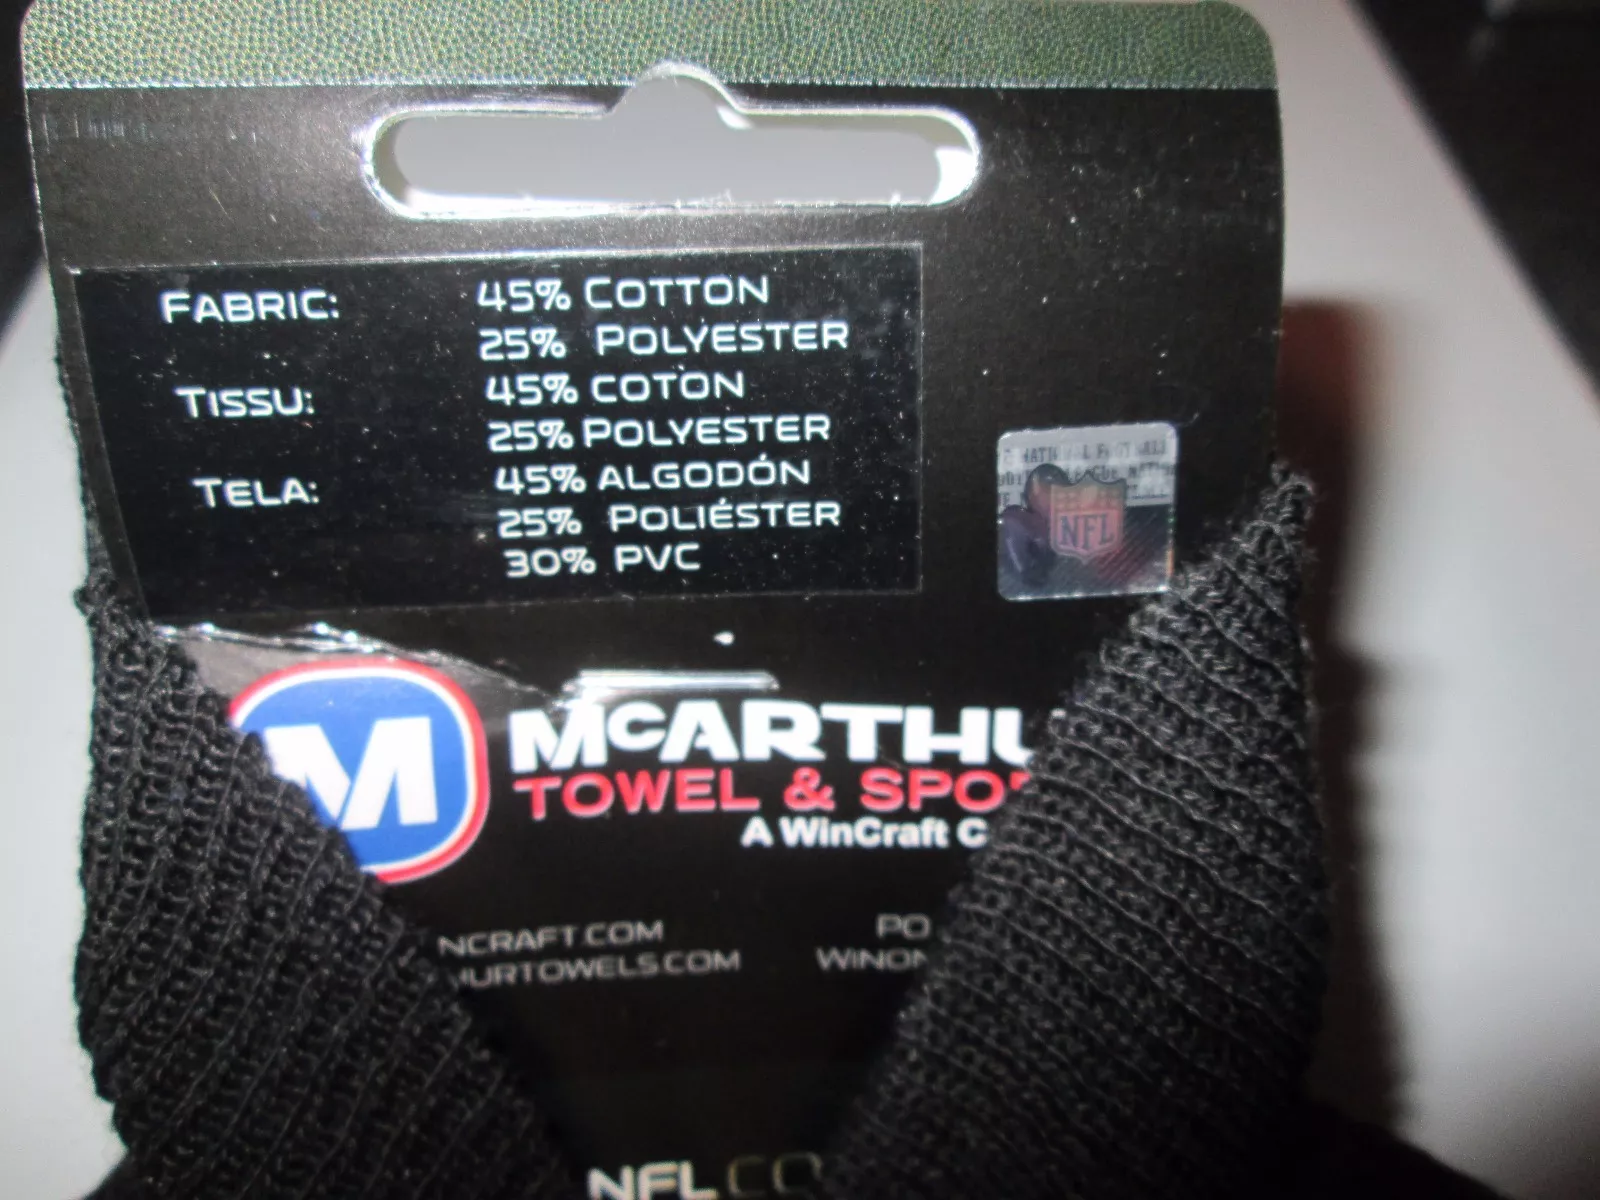 FABRIC: 45% COTTON
25% POLYESTER
TISSU: 45% COTON
25% POLYESTER
TELA: 45% ALGODÓN
25% POLIÉSTER
30% PVC
NFL
M
MCARTHU
TOWEL & SPO
A WinCraft C
NCRAFT.COM PO
URTOWELS.COM WINON
NFL CO